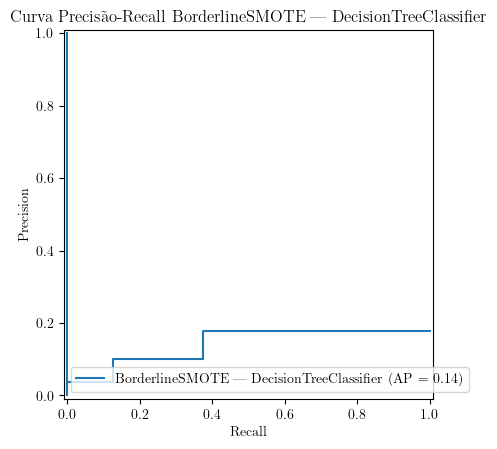 Curva Precisão-Recall BorderlineSMOTE — DecisionTreeClassifier
1.0
0.8
0.6
0.4
0.2
0.0
Precision
BorderlineSMOTE — DecisionTreeClassifier (AP = 0.14)
0.0 0.2 0.4 0.6 0.8 1.0
Recall